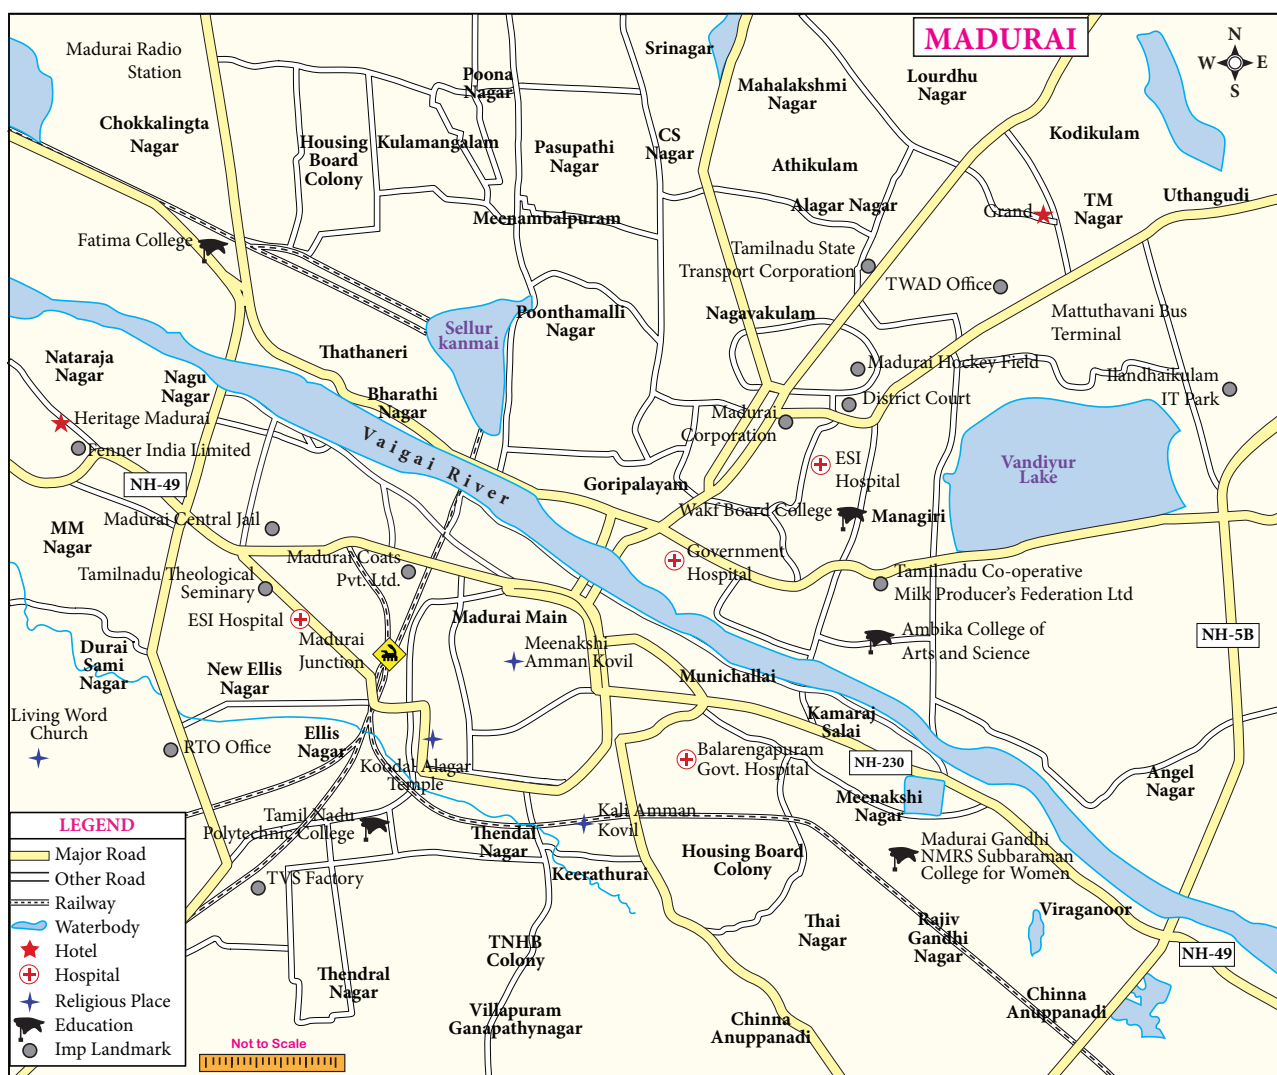 MADURAI
N
W E
S
Madurai Radio
Station
Srinagar
Poona
Nagar
Mahalakshmi
Nagar
Lourdhu
Nagar
Chokkalingta
Nagar
Housing
Board
Colony
Kulamangalam
Pasupathi
Nagar
CS
Nagar
Kodikulam
Athikulam
Alagar Nagar
Grand
TM
Nagar
Uthangudi
Meenambalpuram
Fatima College
Tamilnadu State
Transport Corporation
TWAD Office
Mattuthavani Bus
Terminal
Poonthamalli
Nagar
Nagavakulam
Sellur
kanmai
Thathaneri
Nataraja
Nagar
Nagu
Nagar
Bharathi
Nagar
Madurai Hockey Field
Ilandhaikulam
IT Park
District Court
Madurai
Corporation
Heritage Madurai
Fenner India Limited
Vaigai River
ESI
Hospital
Vandiyur
Lake
NH-49
Goripalayam
Wakf Board College
Managiri
Madurai Central Jail
MM
Nagar
Madurai Coats
Pvt. Ltd.
Government
Hospital
Tamilnadu Theological
Seminary
Tamilnadu Co-operative
Milk Producer's Federation Ltd
ESI Hospital
Madurai Main
Madurai
Junction
Meenakshi
Amman Kovil
Ambika College of
Arts and Science
NH-5B
Durai
Sami
Nagar
New Ellis
Nagar
Munichallai
Living Word
Church
RTO Office
Ellis
Nagar
Kamaraj
Salai
Koodal Alagar
Temple
Balarengapuram
Govt. Hospital
NH-230
Angel
Nagar
Meenakshi
Nagar
Tamil Nadu
Polytechnic College
Thendal
Nagar
Kali Amman
Kovil
Housing Board
Colony
Madurai Gandhi
NMRS Subbaraman
College for Women
Keerathurai
TVS Factory
Viraganoor
Thai
Nagar
Rajiv
Gandhi
Nagar
TNHB
Colony
NH-49
Thendral
Nagar
Villapuram
Ganapathynagar
Chinna
Anuppanadi
Chinna
Anuppanadi
LEGEND
Major Road
Other Road
Railway
Waterbody
Hotel
Hospital
Religious Place
Education
Imp Landmark
Not to Scale